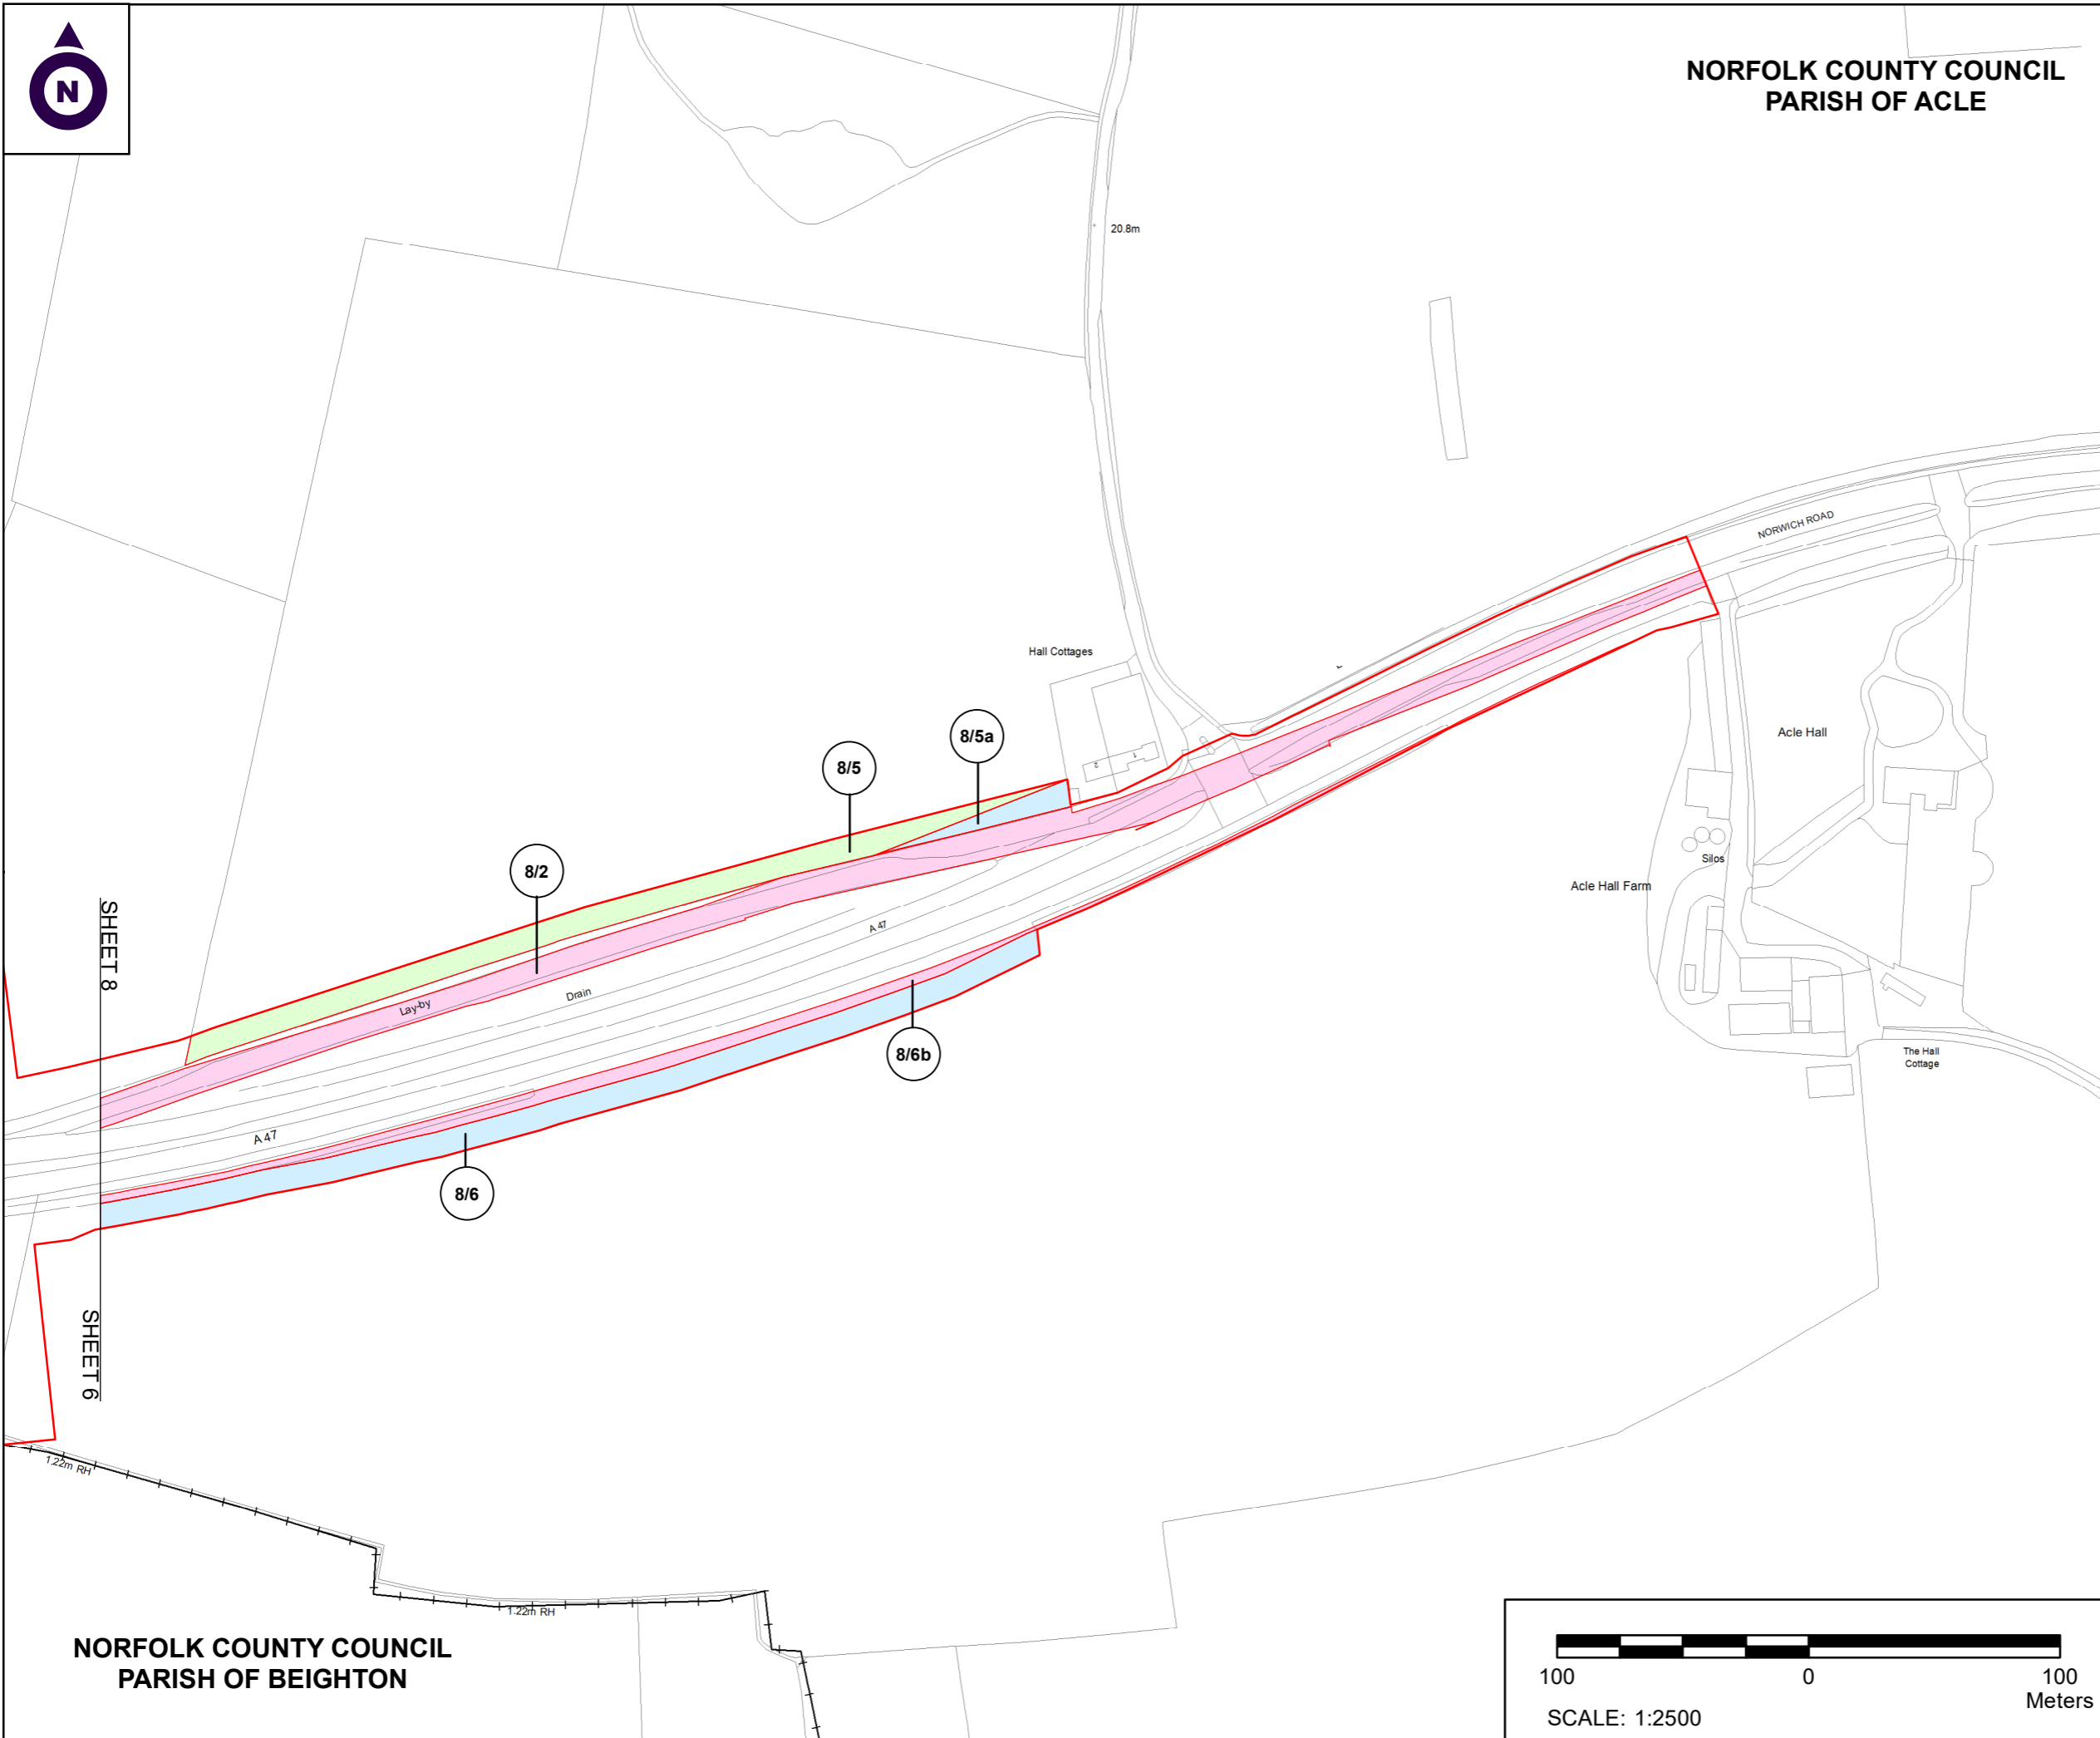 N
NORFOLK COUNTY COUNCIL
PARISH OF ACLE
20.8m
NORWICH ROAD
Hall Cottages
1
2
8/5a
8/5
8/2
Acle Hall
Silos
Acle Hall Farm
SHEET 8
A 47
Drain
Lay-by
8/6b
The Hall
Cottage
A 47
8/6
SHEET 6
1.22m RH
1.22m RH
NORFOLK COUNTY COUNCIL
PARISH OF BEIGHTON
100 0 100
Meters
SCALE: 1:2500